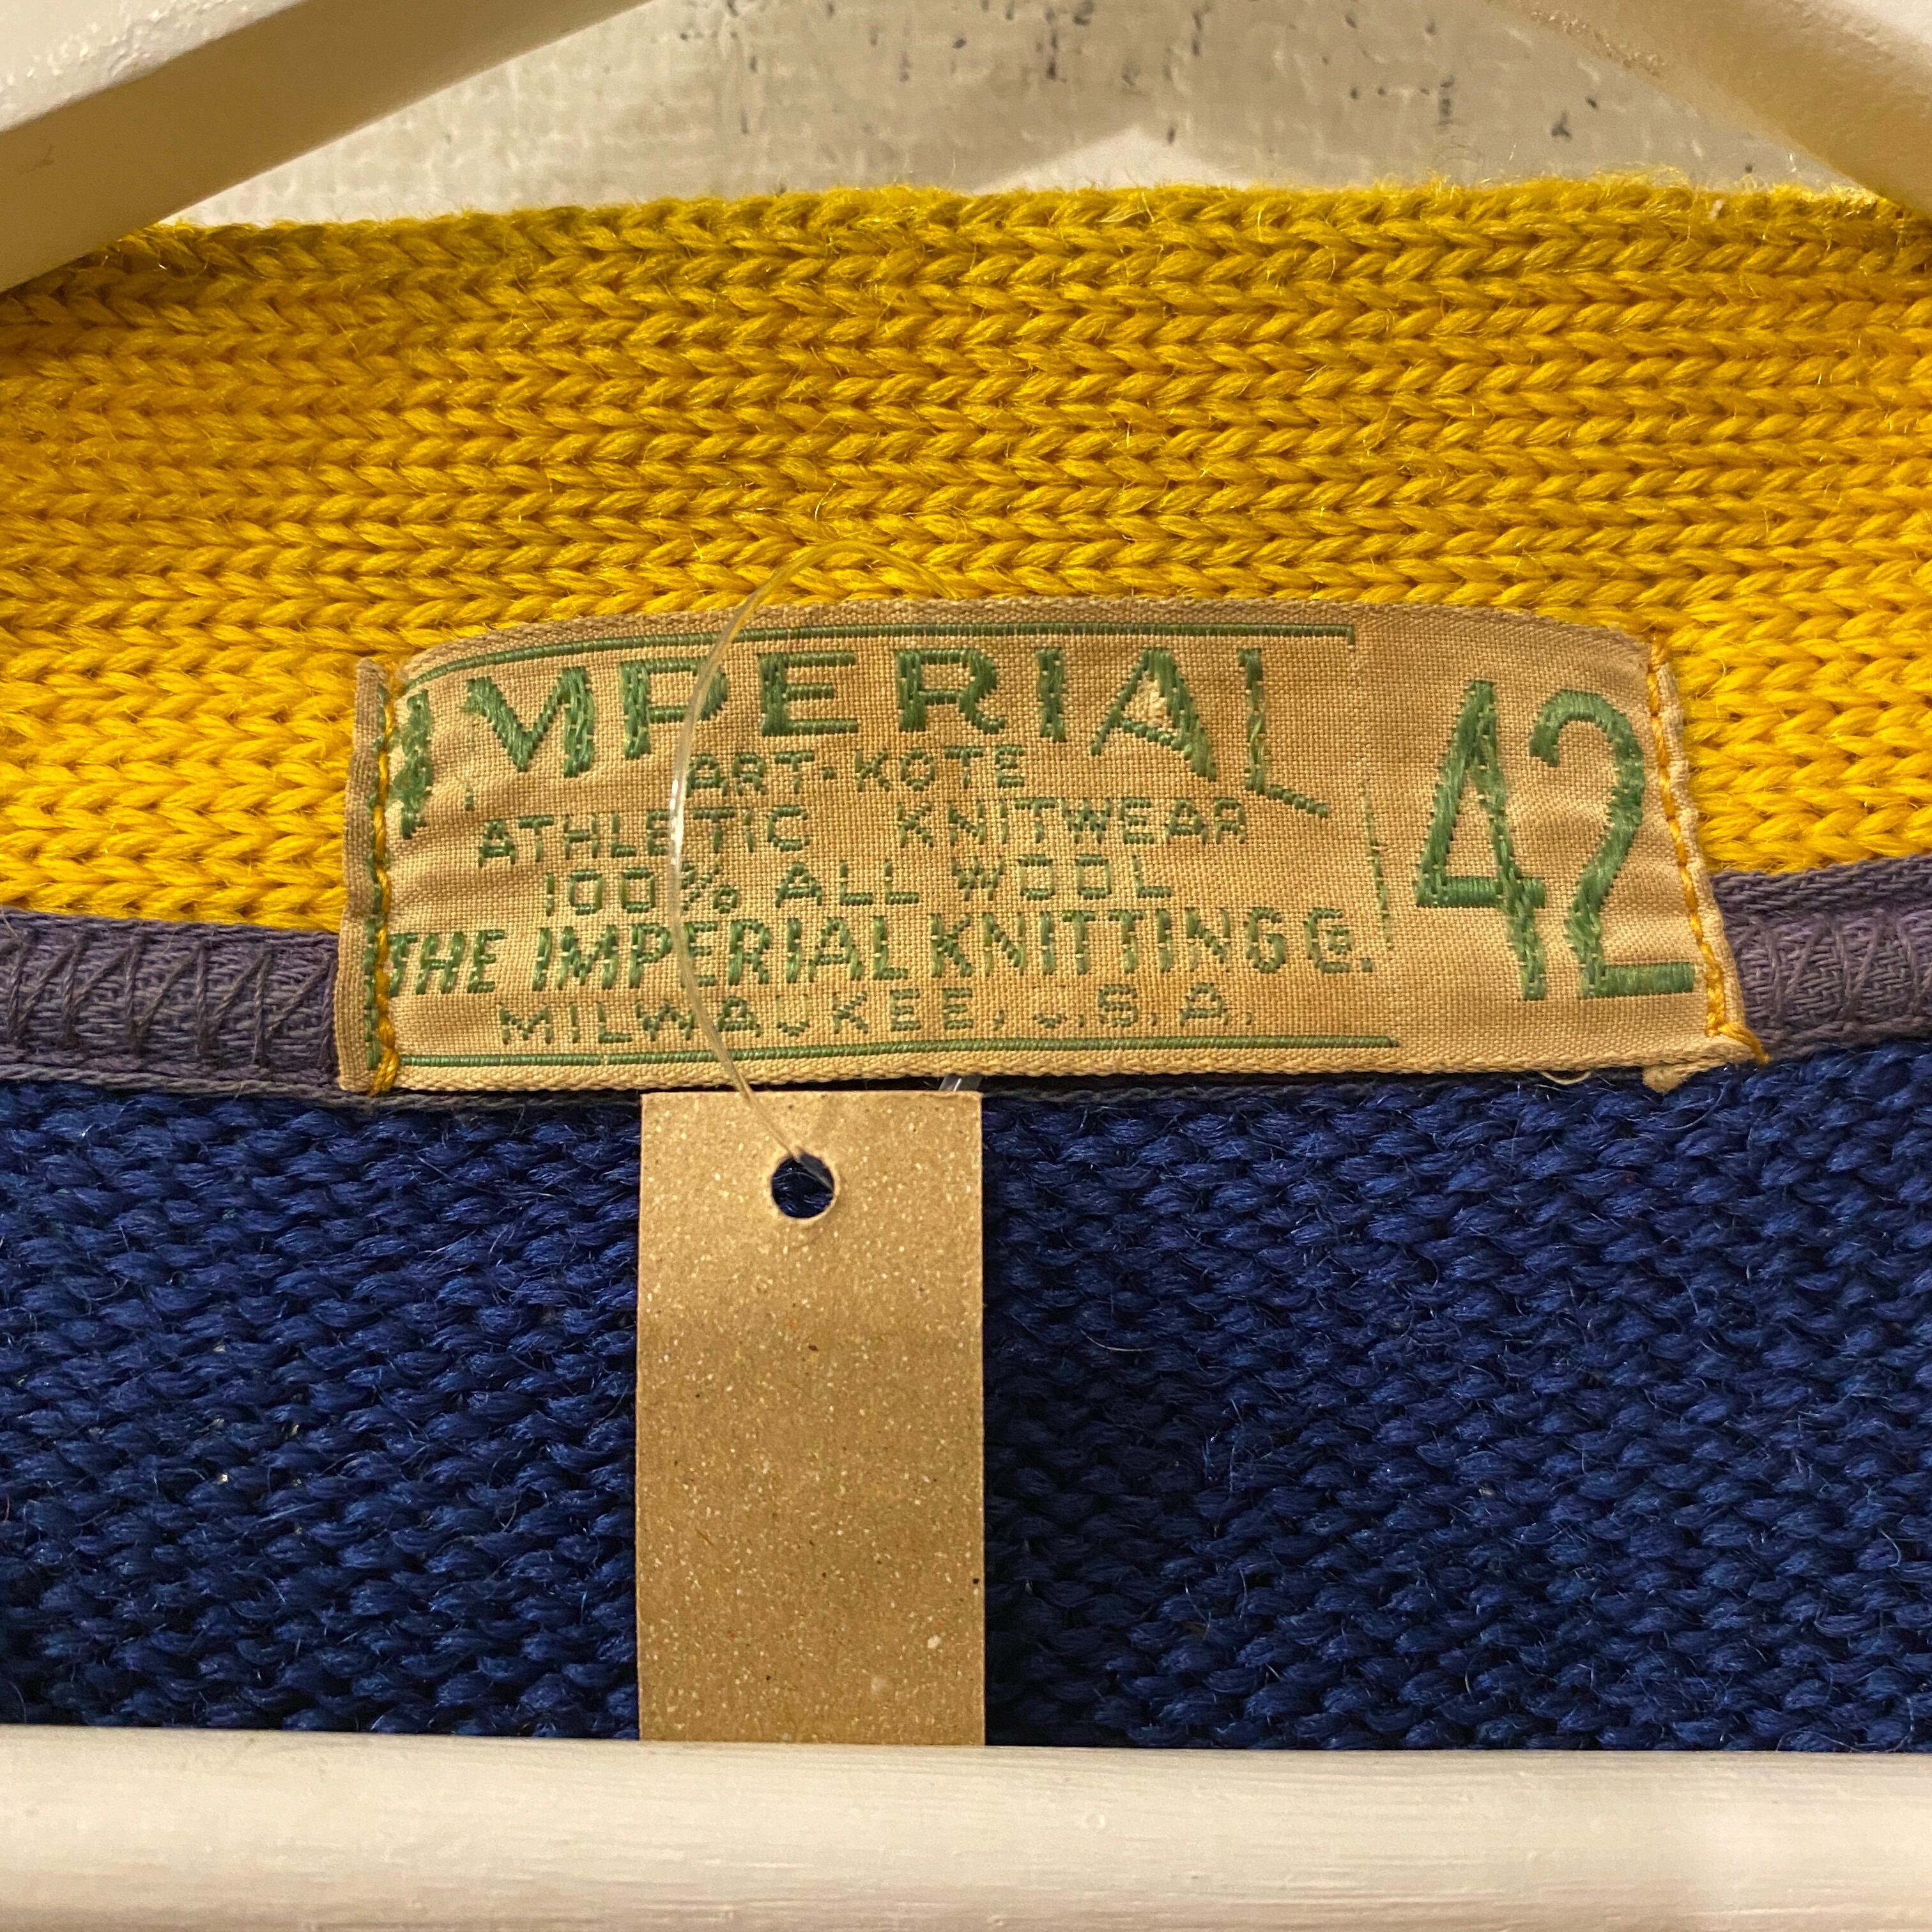 IMPERIAL
ART-KOTE
ATHLETIC KNITWEAR
100% ALL WOOL
THE IMPERIAL KNITTING Co.
MILWAUKEE, U.S.A.
42